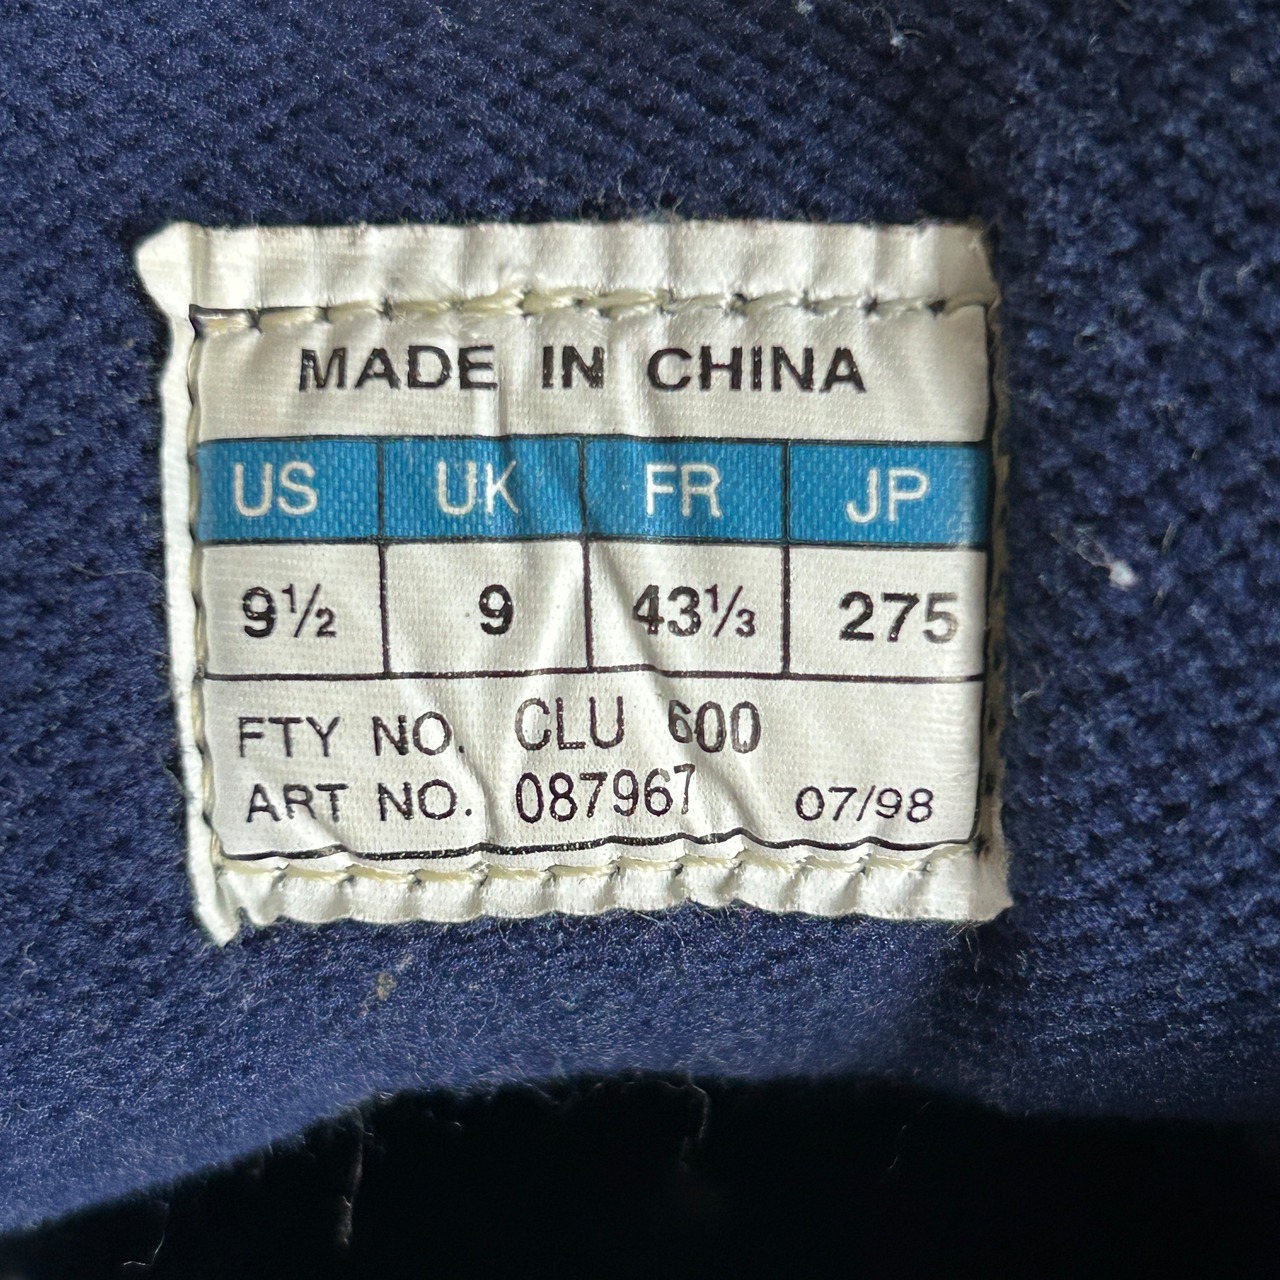 MADE IN CHINA
US UK FR JP
9½ 9 43⅓ 275
FTY NO. CLU 600
ART NO. 087967 07/98